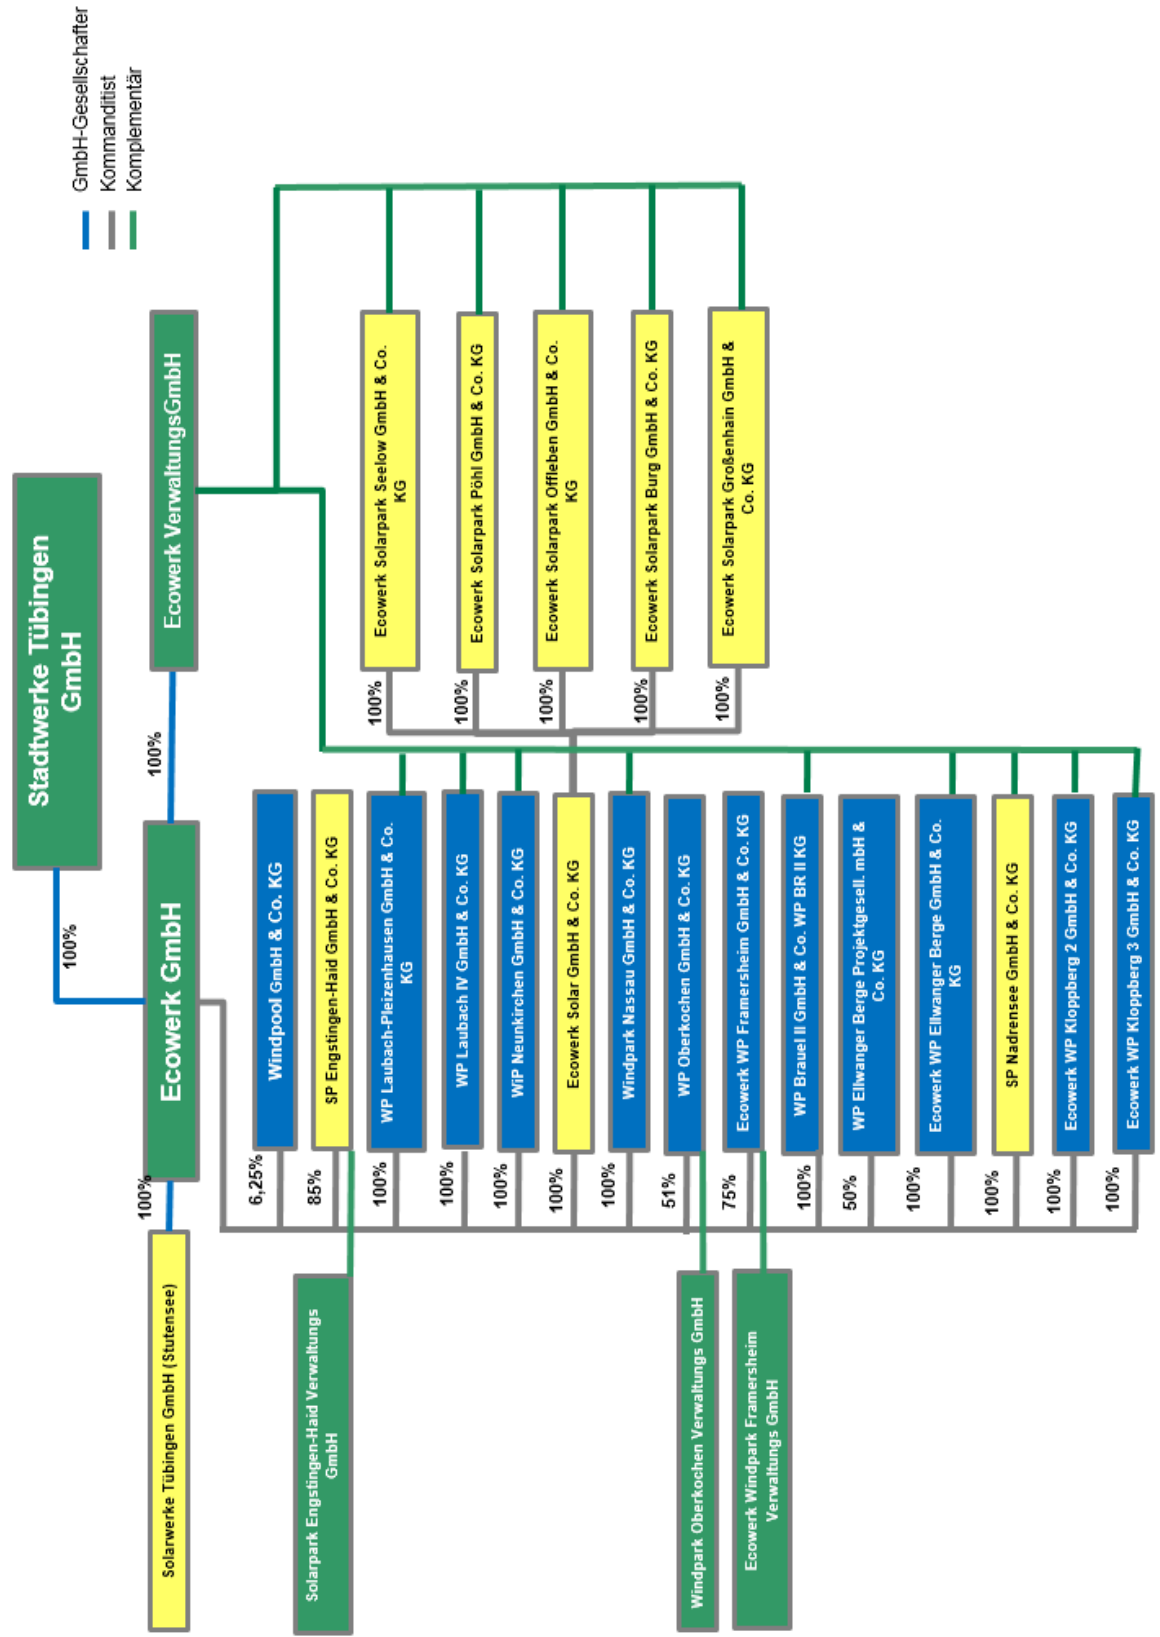 GmbH-Gesellschafter
Kommanditist
Komplementär
Stadtwerke Tübingen
GmbH
100%
Solarwerke Tübingen GmbH (Stutensee)
100%
Ecowerk GmbH
100%
Ecowerk VerwaltungsGmbH
6,25%
Windpool GmbH & Co. KG
Solarpark Engstingen-Haid Verwaltungs
GmbH
85%
SP Engstingen-Haid GmbH & Co. KG
100%
WP Laubach-Pleizenhausen GmbH & Co.
KG
100%
WP Laubach IV GmbH & Co. KG
100%
WiP Neunkirchen GmbH & Co. KG
100%
Ecowerk Solar GmbH & Co. KG
100%
Windpark Nassau GmbH & Co. KG
Windpark Oberkochen Verwaltungs GmbH
51%
WP Oberkochen GmbH & Co. KG
Ecowerk Windpark Framersheim
Verwaltungs GmbH
75%
Ecowerk WP Framersheim GmbH & Co. KG
100%
WP Brauel II GmbH & Co. WP BR II KG
50%
WP Ellwanger Berge Projektgesell. mbH &
Co. KG
100%
Ecowerk WP Ellwanger Berge GmbH & Co.
KG
100%
SP Nadrensee GmbH & Co. KG
100%
Ecowerk WP Kloppberg 2 GmbH & Co. KG
100%
Ecowerk WP Kloppberg 3 GmbH & Co. KG
100%
Ecowerk Solarpark Seelow GmbH & Co.
KG
100%
Ecowerk Solarpark Pöhl GmbH & Co. KG
100%
Ecowerk Solarpark Offleben GmbH & Co.
KG
100%
Ecowerk Solarpark Burg GmbH & Co. KG
100%
Ecowerk Solarpark Großenhain GmbH &
Co. KG